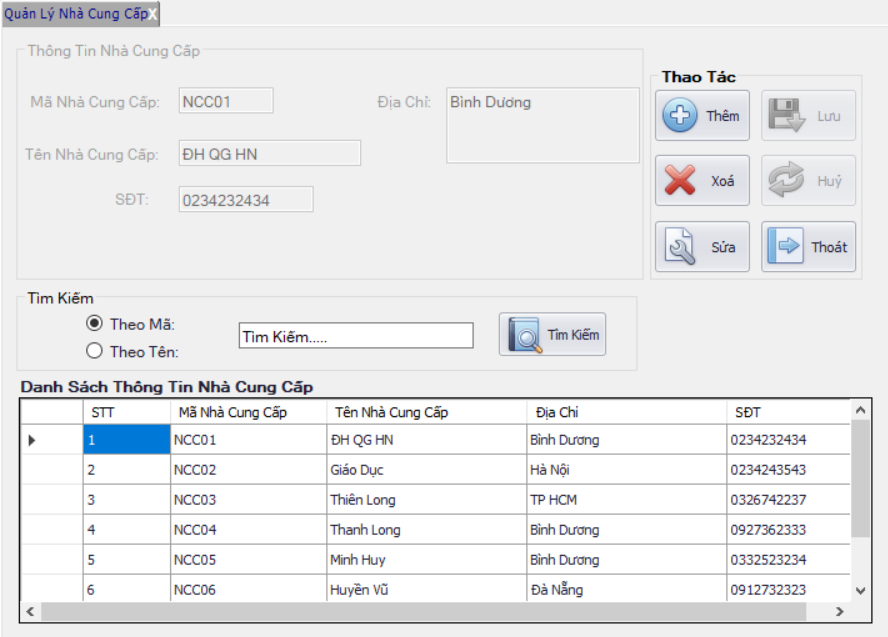 Quản Lý Nhà Cung Cấp X
Thông Tin Nhà Cung Cấp
Mã Nhà Cung Cấp: NCC01 Địa Chỉ: Bình Dương
Tên Nhà Cung Cấp: ĐH QG HN
SĐT: 0234232434
Thao Tác
Thêm Lưu
Xoá Huỷ
Sửa Thoát
Tìm Kiếm
Theo Mã:
Theo Tên:
Tìm Kiếm.....
Tìm Kiếm
Danh Sách Thông Tin Nhà Cung Cấp
STT Mã Nhà Cung Cấp Tên Nhà Cung Cấp Địa Chỉ SĐT
1 NCC01 ĐH QG HN Bình Dương 0234232434
2 NCC02 Giáo Dục Hà Nội 0234243543
3 NCC03 Thiên Long TP HCM 0326742237
4 NCC04 Thanh Long Bình Dương 0927362333
5 NCC05 Minh Huy Bình Dương 0332523234
6 NCC06 Huyền Vũ Đà Nẵng 0912732323